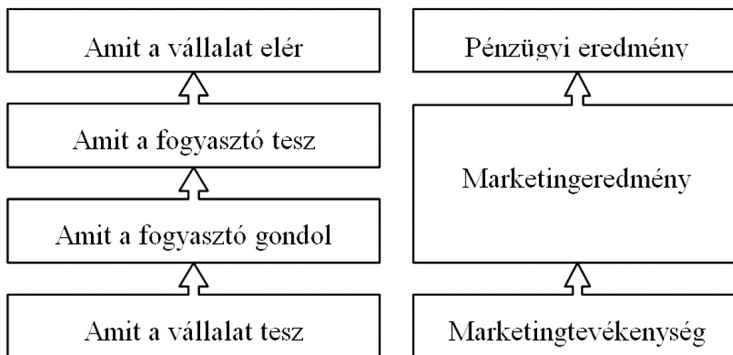 Amit a vállalat elér
Pénzügyi eredmény
Amit a fogyasztó tesz
Marketingeredmény
Amit a fogyasztó gondol
Amit a vállalat tesz
Marketingtevékenység